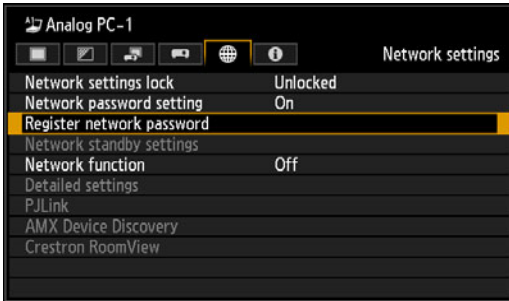 Analog PC-1
Network settings
Network settings lock Unlocked
Network password setting On
Register network password
Network standby settings
Network function Off
Detailed settings
PJLink
AMX Device Discovery
Crestron RoomView